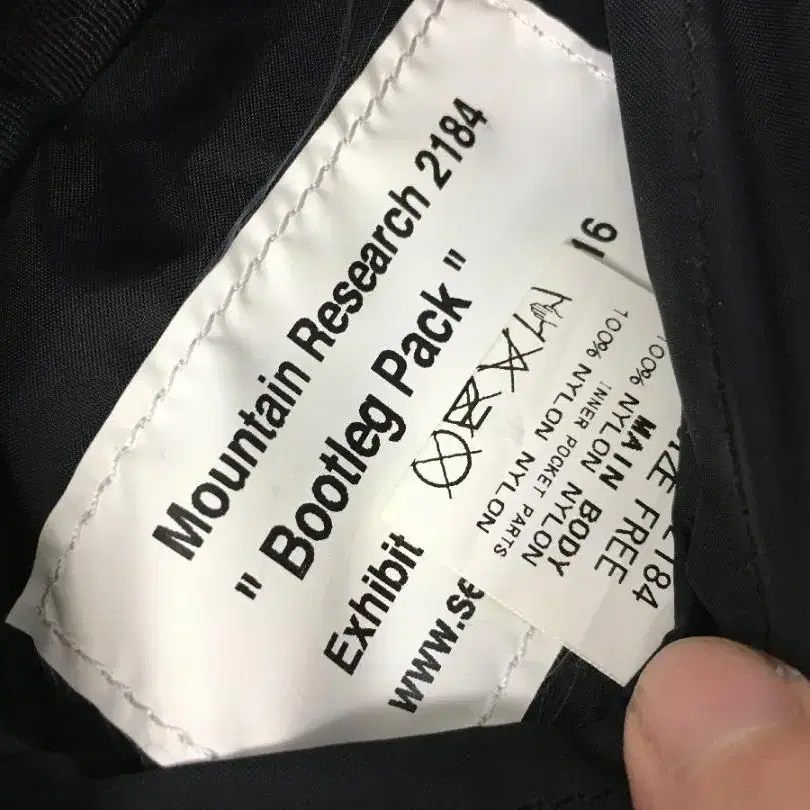 Mountain Research 2184
" Bootleg Pack "
Exhibit
16
www.se
2184
IZE FREE
MAIN BODY
100% NYLON NYLON
INNER POCKET PARTS
100% NYLON NYLON